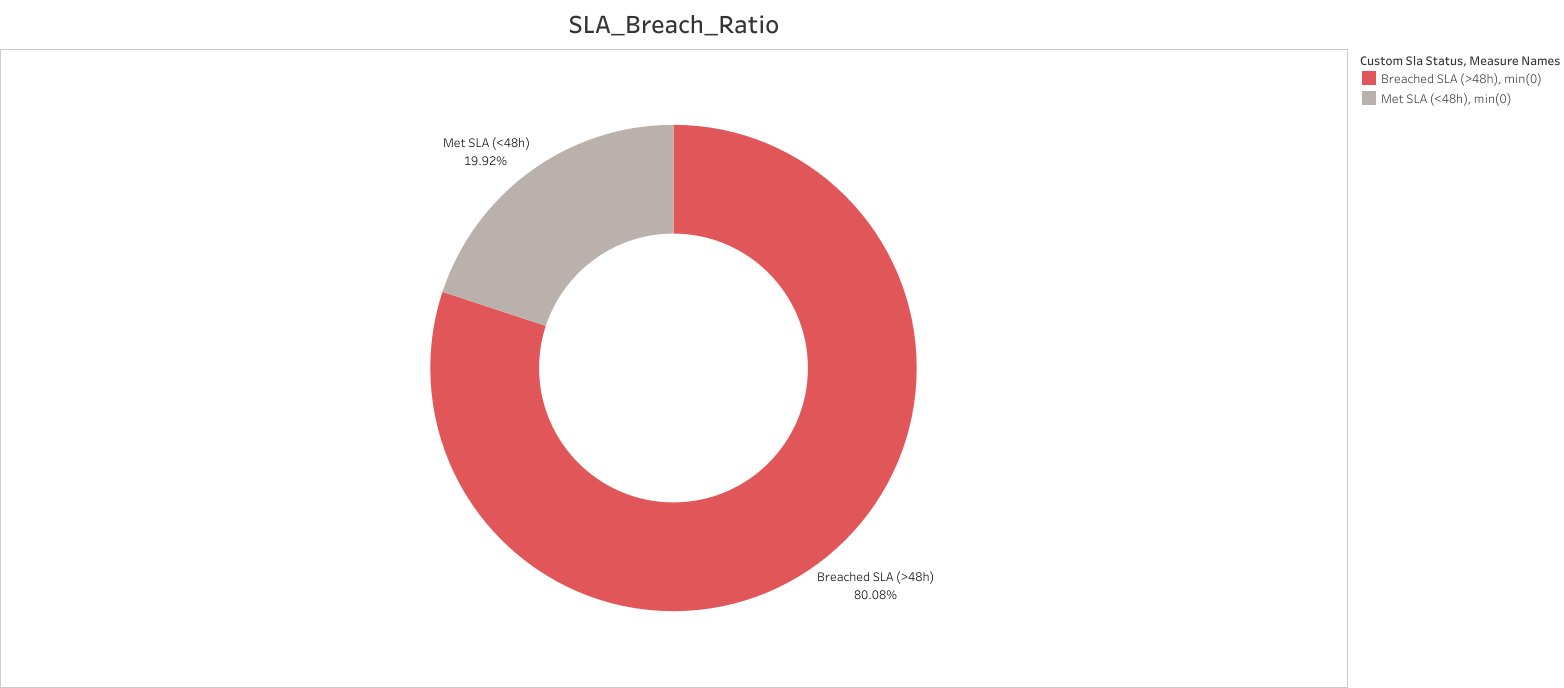 SLA_Breach_Ratio
Custom Sla Status, Measure Names
Breached SLA (>48h), min(0)
Met SLA (<48h), min(0)
Met SLA (<48h)
19.92%
Breached SLA (>48h)
80.08%